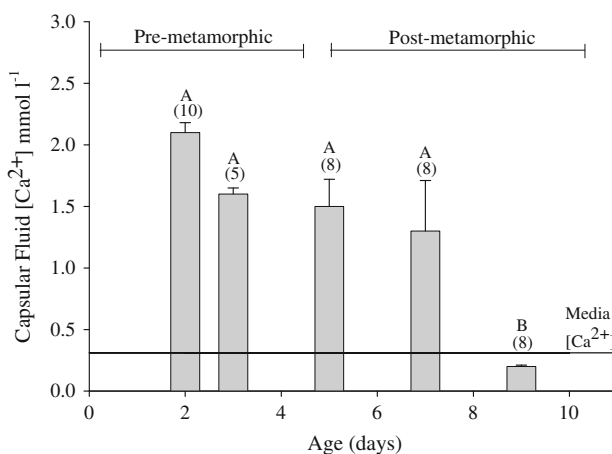 Pre-metamorphic
Post-metamorphic
Capsular Fluid [Ca²⁺] mmol l⁻¹
3.0
2.5
2.0
1.5
1.0
0.5
0.0
A
(10)
A
(5)
A
(8)
A
(8)
B
(8)
Media
[Ca²⁺]
0
2
4
6
8
10
Age (days)